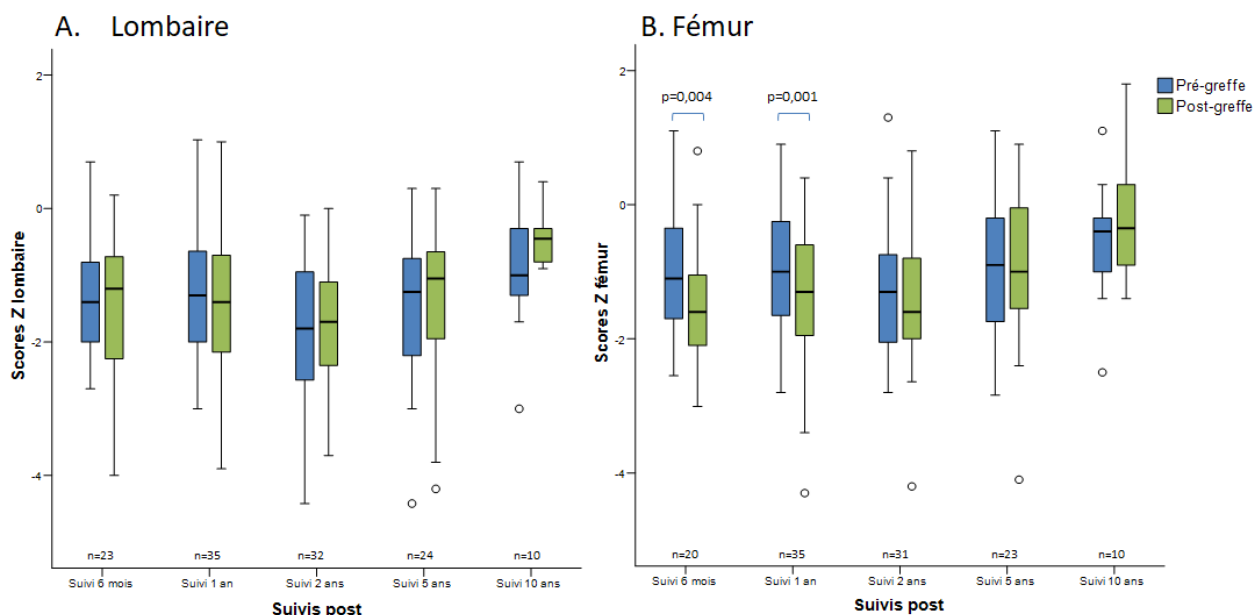 A. Lombaire
Scores Z lombaire
2
0
-2
-4
n=23
n=35
n=32
n=24
n=10
Suivi 6 mois
Suivi 1 an
Suivi 2 ans
Suivi 5 ans
Suivi 10 ans
Suivis post
B. Fémur
Scores Z fémur
2
0
-2
-4
p=0,004
p=0,001
n=20
n=35
n=31
n=23
n=10
Suivi 6 mois
Suivi 1 an
Suivi 2 ans
Suivi 5 ans
Suivi 10 ans
Suivis post
Pré-greffe
Post-greffe